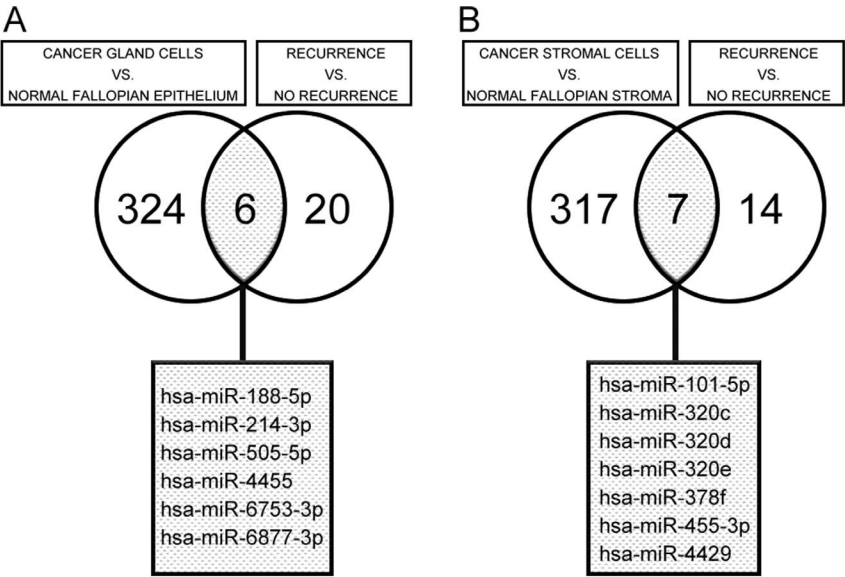 A
CANCER GLAND CELLS
VS.
NORMAL FALLOPIAN EPITHELIUM
RECURRENCE
VS.
NO RECURRENCE
324
6
20
hsa-miR-188-5p
hsa-miR-214-3p
hsa-miR-505-5p
hsa-miR-4455
hsa-miR-6753-3p
hsa-miR-6877-3p
B
CANCER STROMAL CELLS
VS.
NORMAL FALLOPIAN STROMA
RECURRENCE
VS.
NO RECURRENCE
317
7
14
hsa-miR-101-5p
hsa-miR-320c
hsa-miR-320d
hsa-miR-320e
hsa-miR-378f
hsa-miR-455-3p
hsa-miR-4429